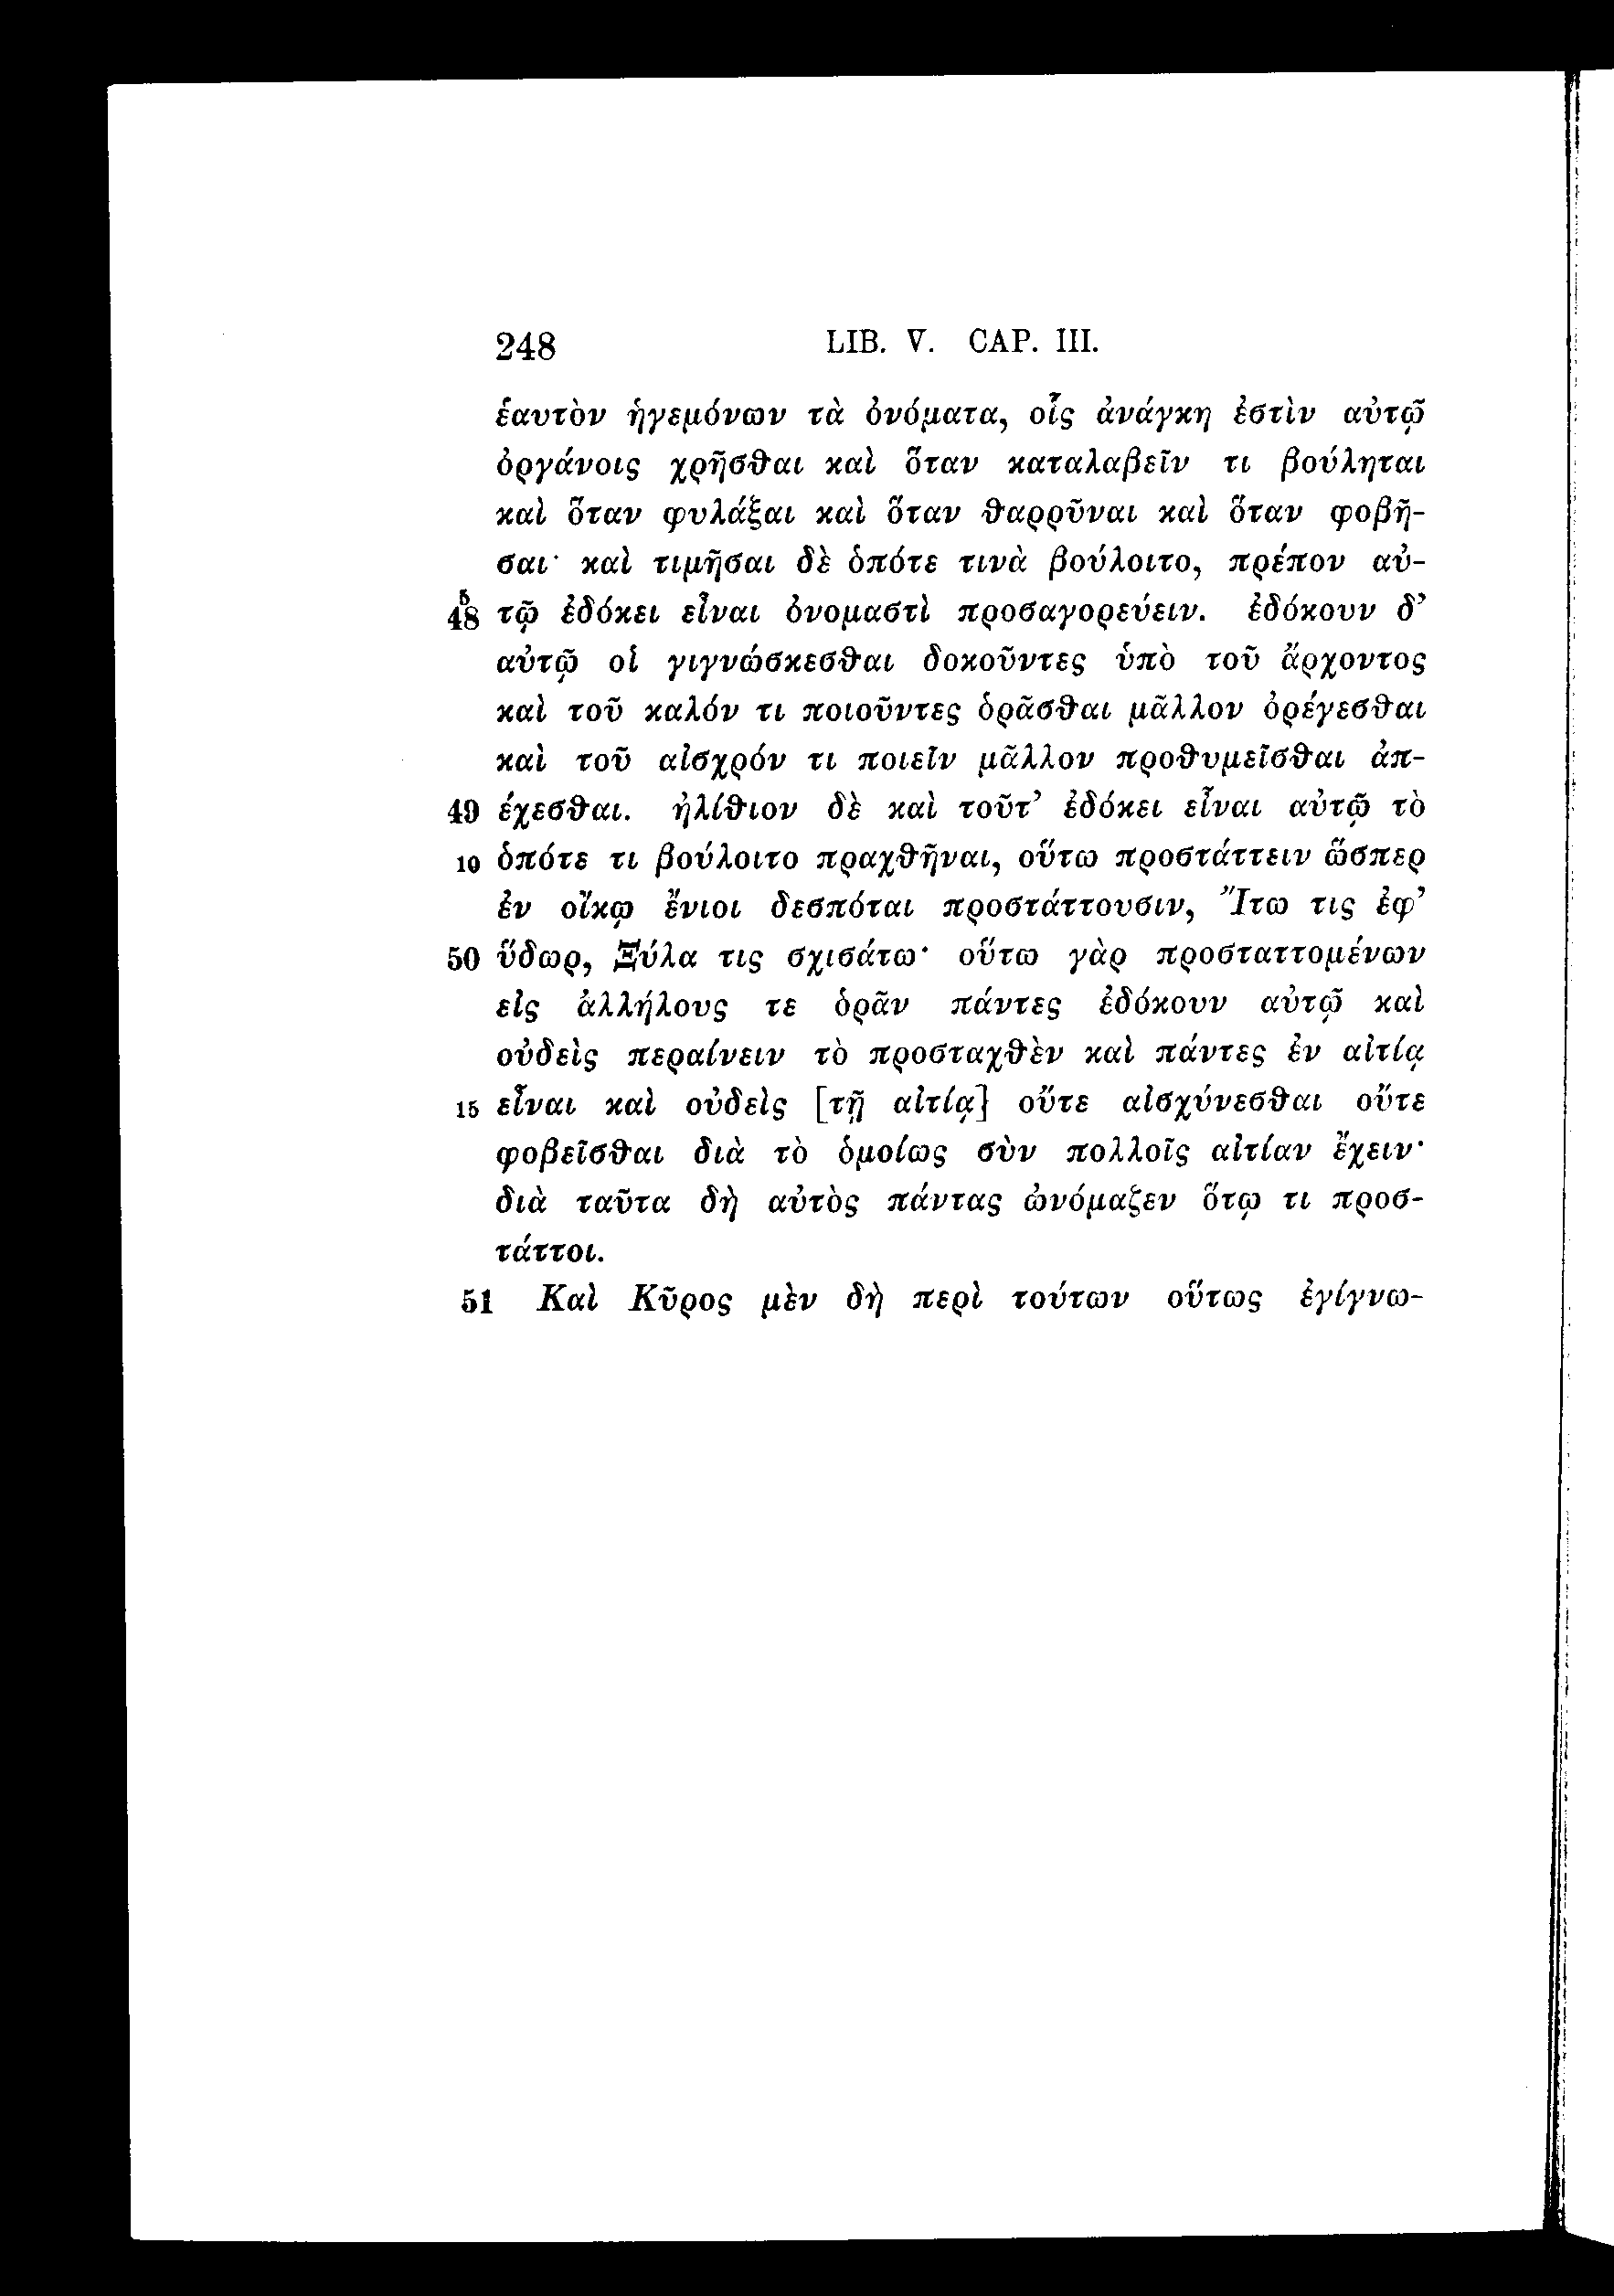 248 LIB. V. CAP. III.
ἑαυτὸν ἡγεμόνων τὰ ὀνόματα, οἷς ἀνάγκη ἐστὶν αὐτῷ
ὀργάνοις χρῆσθαι καὶ ὅταν καταλαβεῖν τι βούληται
καὶ ὅταν φυλάξαι καὶ ὅταν θαρρῦναι καὶ ὅταν φοβῆ-
σαι· καὶ τιμῆσαι δὲ ὁπότε τινὰ βούλοιτο, πρέπον αὐ-
5 48 τῷ ἐδόκει εἶναι ὀνομαστὶ προσαγορεύειν. ἐδόκουν δ’
αὐτῷ οἱ γιγνώσκεσθαι δοκοῦντες ὑπὸ τοῦ ἄρχοντος
καὶ τοῦ καλόν τι ποιοῦντες ὁρᾶσθαι μᾶλλον ὀρέγεσθαι
καὶ τοῦ αἰσχρόν τι ποιεῖν μᾶλλον προθυμεῖσθαι ἀπ-
49 έχεσθαι. ἠλίθιον δὲ καὶ τοῦτ’ ἐδόκει εἶναι αὐτῷ τὸ
10 ὁπότε τι βούλοιτο πραχθῆναι, οὕτω προστάττειν ὥσπερ
ἐν οἴκῳ ἔνιοι δεσπόται προστάττουσιν, Ἴτω τις ἐφ’
50 ὕδωρ, Ξύλα τις σχισάτω· οὕτω γὰρ προσταττομένων
εἰς ἀλλήλους τε ὁρᾶν πάντες ἐδόκουν αὐτῷ καὶ
οὐδεὶς περαίνειν τὸ προσταχθὲν καὶ πάντες ἐν αἰτίᾳ
15 εἶναι καὶ οὐδεὶς [τῇ αἰτίᾳ] οὔτε αἰσχύνεσθαι οὔτε
φοβεῖσθαι διὰ τὸ ὁμοίως σὺν πολλοῖς αἰτίαν ἔχειν·
διὰ ταῦτα δὴ αὐτὸς πάντας ὠνόμαζεν ὅτῳ τι προσ-
τάττοι.
51 Καὶ Κῦρος μὲν δὴ περὶ τούτων οὕτως ἐγίγνω-